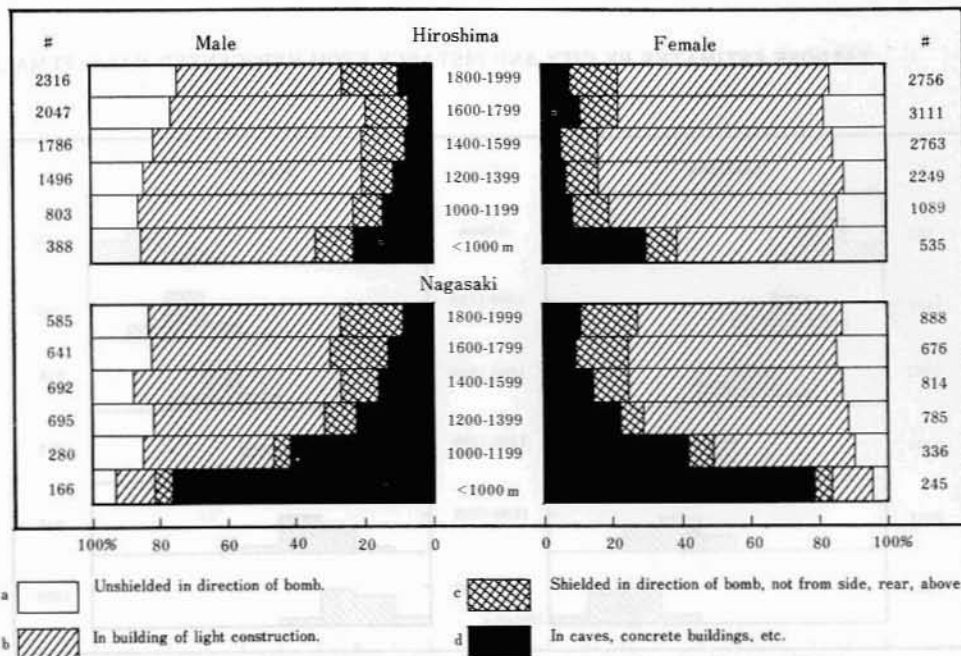 # Male Hiroshima Female #
2316 1800-1999 2756
2047 1600-1799 3111
1786 1400-1599 2763
1496 1200-1399 2249
803 1000-1199 1089
388 <1000 m 535
Nagasaki
585 1800-1999 888
641 1600-1799 676
692 1400-1599 814
695 1200-1399 785
280 1000-1199 336
166 <1000 m 245
100% 80 60 40 20 0 0 20 40 60 80 100%
a Unshielded in direction of bomb.
c Shielded in direction of bomb, not from side, rear, above
b In building of light construction.
d In caves, concrete buildings, etc.